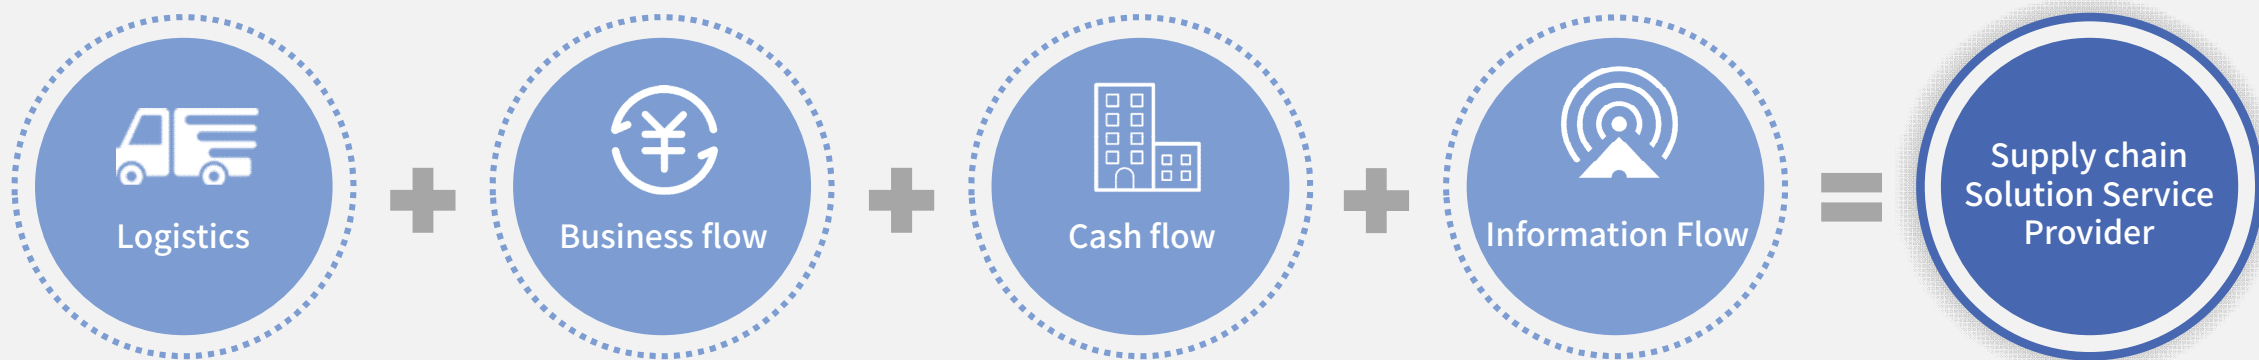 Logistics
Business flow
Cash flow
Information Flow
Supply chain
Solution Service
Provider